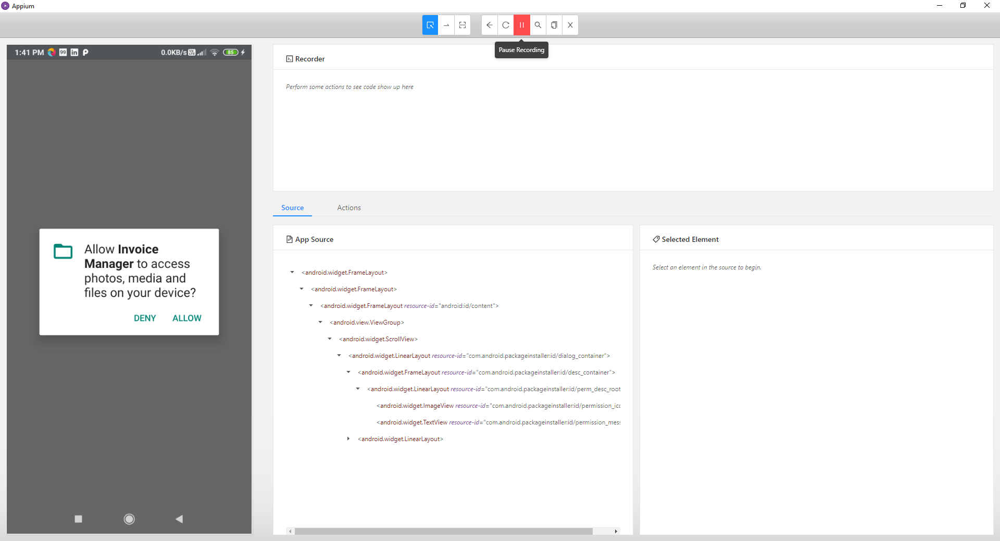 Appium
Pause Recording
1:41 PM 99 in P 0.0KB/s 85
Allow Invoice
Manager to access
photos, media and
files on your device?
DENY ALLOW
Recorder
Perform some actions to see code show up here
Source Actions
App Source
<android.widget.FrameLayout>
<android.widget.FrameLayout>
<android.widget.FrameLayout resource-id="android:id/content">
<android.view.ViewGroup>
<android.widget.ScrollView>
<android.widget.LinearLayout resource-id="com.android.packageinstaller:id/dialog_container">
<android.widget.FrameLayout resource-id="com.android.packageinstaller:id/desc_container">
<android.widget.LinearLayout resource-id="com.android.packageinstaller:id/perm_desc_root
<android.widget.ImageView resource-id="com.android.packageinstaller:id/permission_ico
<android.widget.TextView resource-id="com.android.packageinstaller:id/permission_mes
<android.widget.LinearLayout>
Selected Element
Select an element in the source to begin.